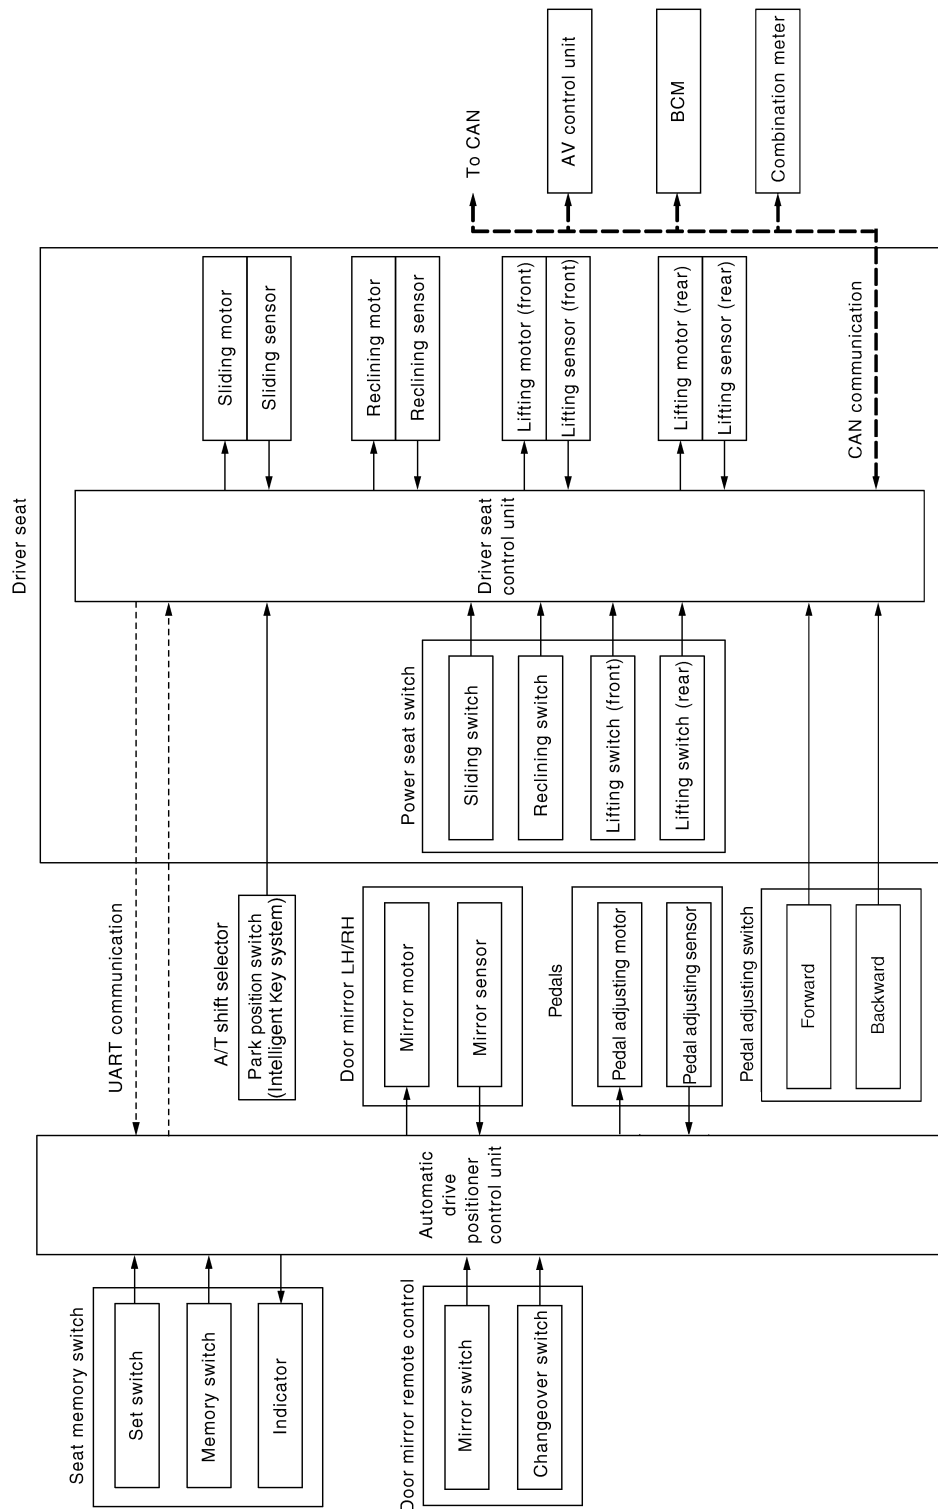 Seat memory switch
Set switch
Memory switch
Indicator
Door mirror remote control
Mirror switch
Changeover switch
Automatic
drive
positioner
control unit
UART communication
A/T shift selector
Park position switch
(Intelligent Key system)
Door mirror LH/RH
Mirror motor
Mirror sensor
Pedals
Pedal adjusting motor
Pedal adjusting sensor
Pedal adjusting switch
Forward
Backward
Driver seat
Power seat switch
Sliding switch
Reclining switch
Lifting switch (front)
Lifting switch (rear)
Driver seat
control unit
Sliding motor
Sliding sensor
Reclining motor
Reclining sensor
Lifting motor (front)
Lifting sensor (front)
Lifting motor (rear)
Lifting sensor (rear)
CAN communication
To CAN
AV control unit
BCM
Combination meter